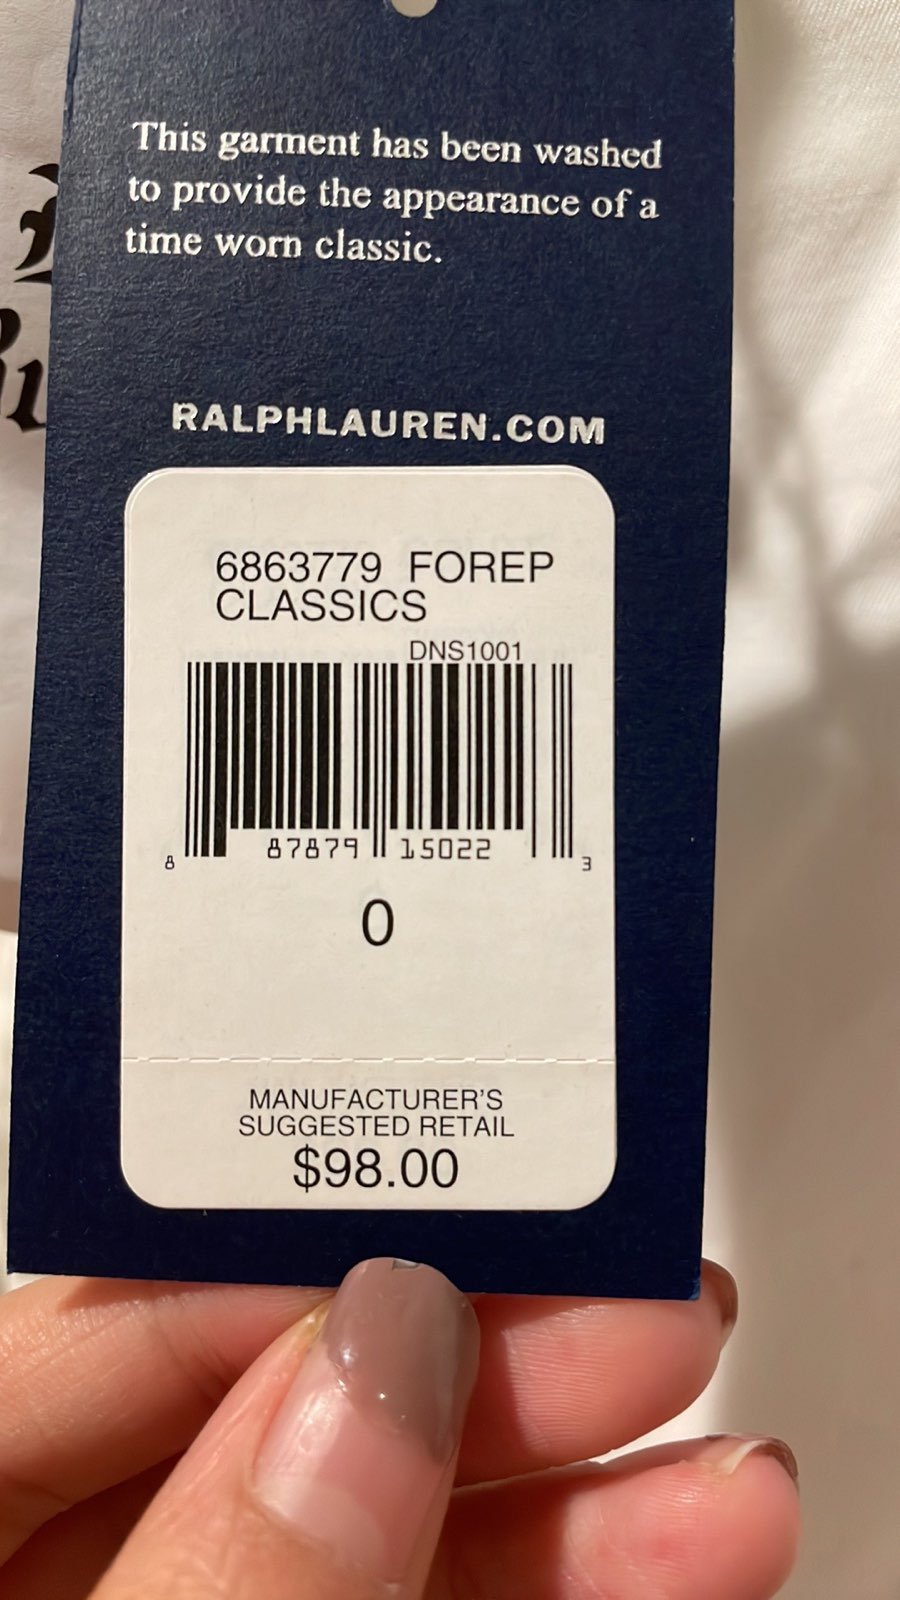 This garment has been washed
to provide the appearance of a
time worn classic.
RALPHLAUREN.COM
6863779 FOREP
CLASSICS
DNS1001
8 87879 15022 3
0
MANUFACTURER'S
SUGGESTED RETAIL
$98.00